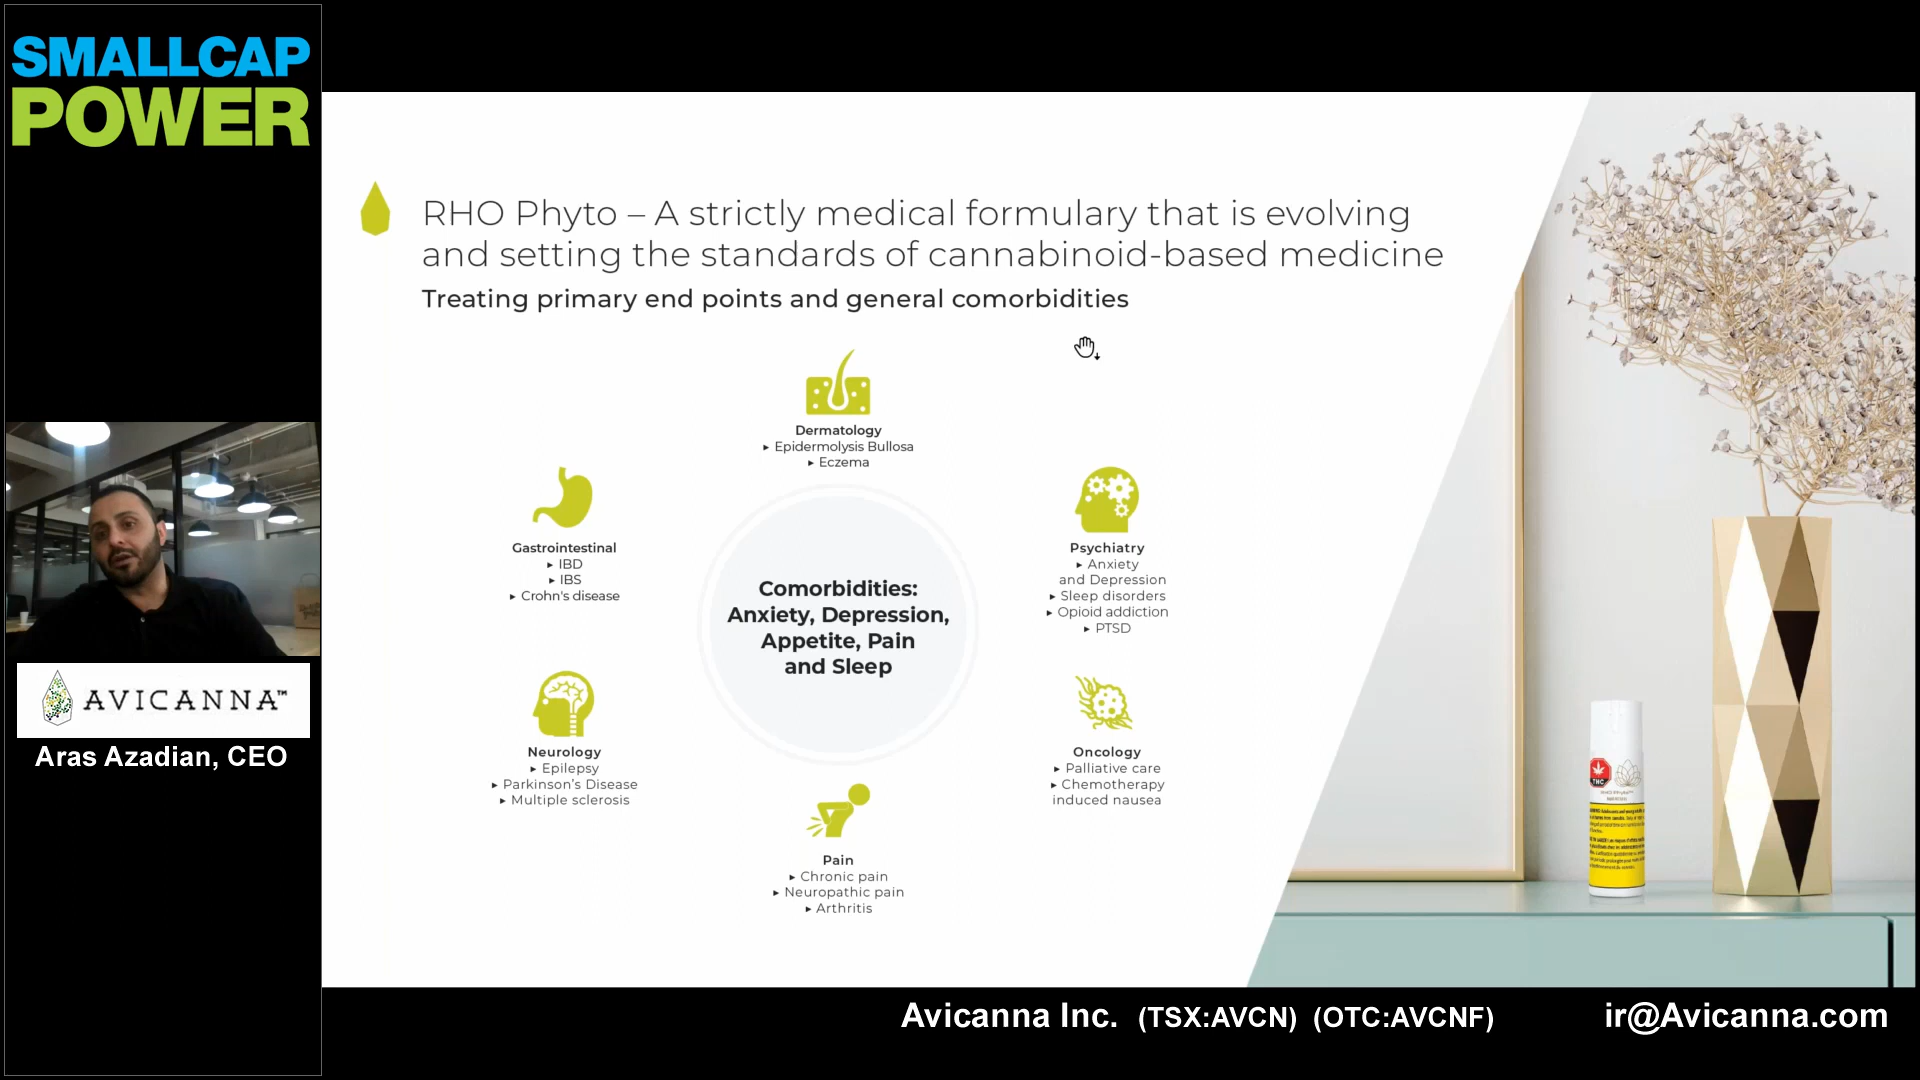 SMALLCAP
POWER
RHO Phyto – A strictly medical formulary that is evolving
and setting the standards of cannabinoid-based medicine
Treating primary end points and general comorbidities
Dermatology
▸ Epidermolysis Bullosa
▸ Eczema
Gastrointestinal
▸ IBD
▸ IBS
▸ Crohn's disease
Psychiatry
▸ Anxiety
and Depression
▸ Sleep disorders
▸ Opioid addiction
▸ PTSD
Comorbidities:
Anxiety, Depression,
Appetite, Pain
and Sleep
Neurology
▸ Epilepsy
▸ Parkinson's Disease
▸ Multiple sclerosis
Oncology
▸ Palliative care
▸ Chemotherapy
induced nausea
Pain
▸ Chronic pain
▸ Neuropathic pain
▸ Arthritis
THC
AVICANNA™
Aras Azadian, CEO
Avicanna Inc. (TSX:AVCN) (OTC:AVCNF)
ir@Avicanna.com